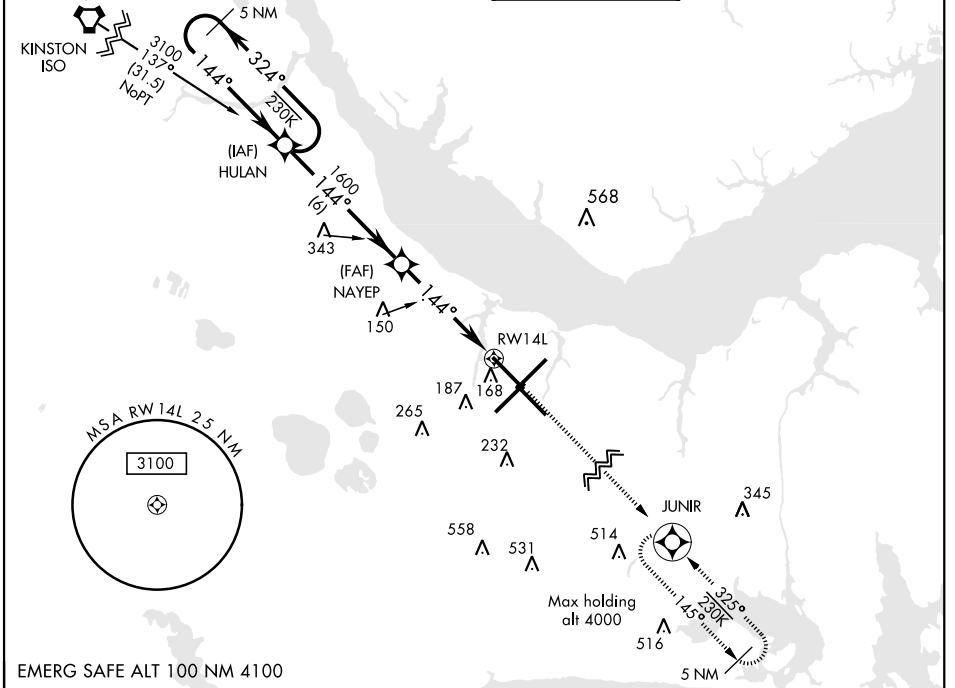 5 NM
KINSTON
ISO
3100
137°
(31.5)
NoPT
144°
324°
230K
(IAF)
HULAN
1600
144°
(6)
568
343
(FAF)
NAYEP
144°
150
RW14L
187
168
265
232
MSA RW14L 25 NM
3100
JUNIR
345
558
531
514
Max holding
alt 4000
325°
230K
145°
516
5 NM
EMERG SAFE ALT 100 NM 4100